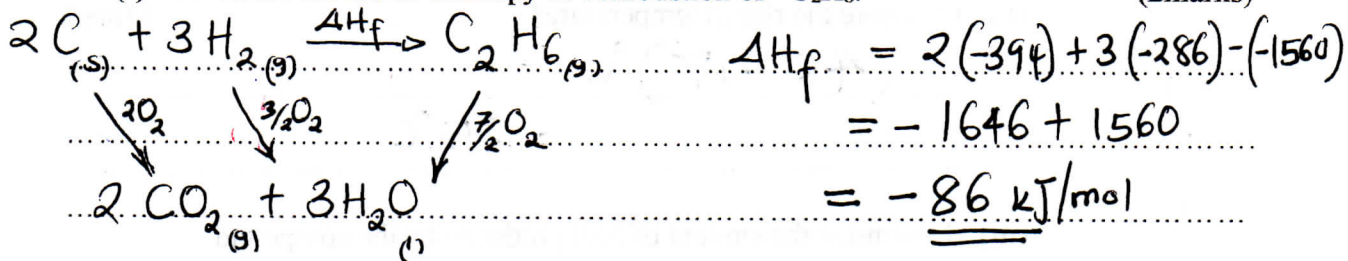 2 C(s) + 3 H2(g) ΔHf → C2H6(g) ΔHf = 2(-394) + 3(-286) - (-1560)
2O2 3/2O2 7/2O2 = - 1646 + 1560
2 CO2(g) + 3H2O(l) = - 86 kJ/mol